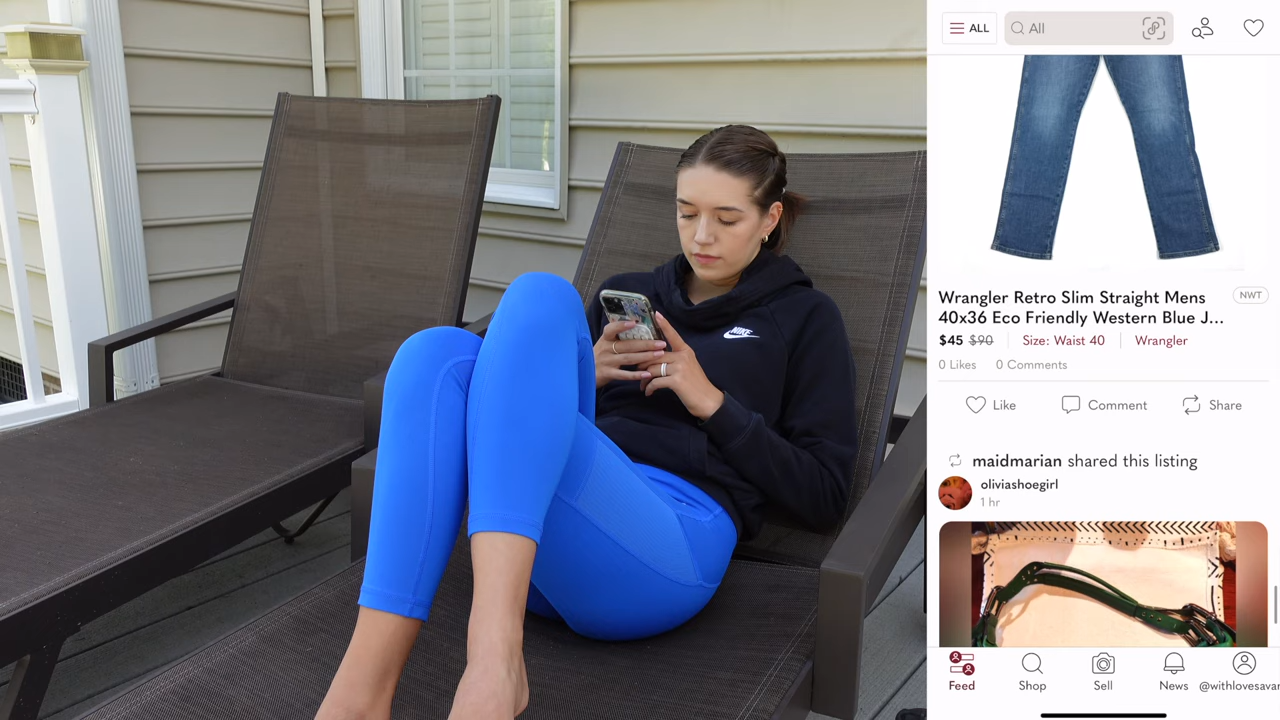 NIKE
ALL
All
Wrangler Retro Slim Straight Mens
40x36 Eco Friendly Western Blue J...
NWT
$45 $90 Size: Waist 40 Wrangler
0 Likes 0 Comments
Like Comment Share
maidmarian shared this listing
oliviashoegirl
1 hr
Feed Shop Sell News @withlovesavan